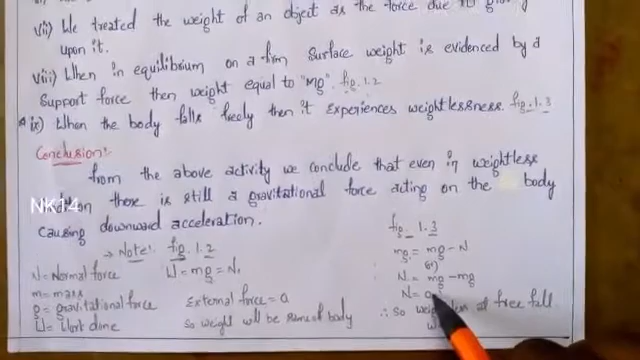 vii) We treated the weight of an object as the force due to
upon it.
viii) When in equilibrium on a firm surface weight is evidenced by a
support force then weight equal to "mg". fig.1.2
ix) When the body falls freely then it experiences weightlessness. fig.1.3
Conclusion:-
from the above activity we conclude that even in weightless
there is still a gravitational force acting on the body
causing downward acceleration.
NK14
→ Note:- fig 1.2
N = Normal force
W = mg = N,
m = mass
g = gravitational force
External force = a
W = Work done
So weight will be same of body
fig. 1.3
mg = mg - N
(or)
N = mg - mg
N =
∴ So at free fall